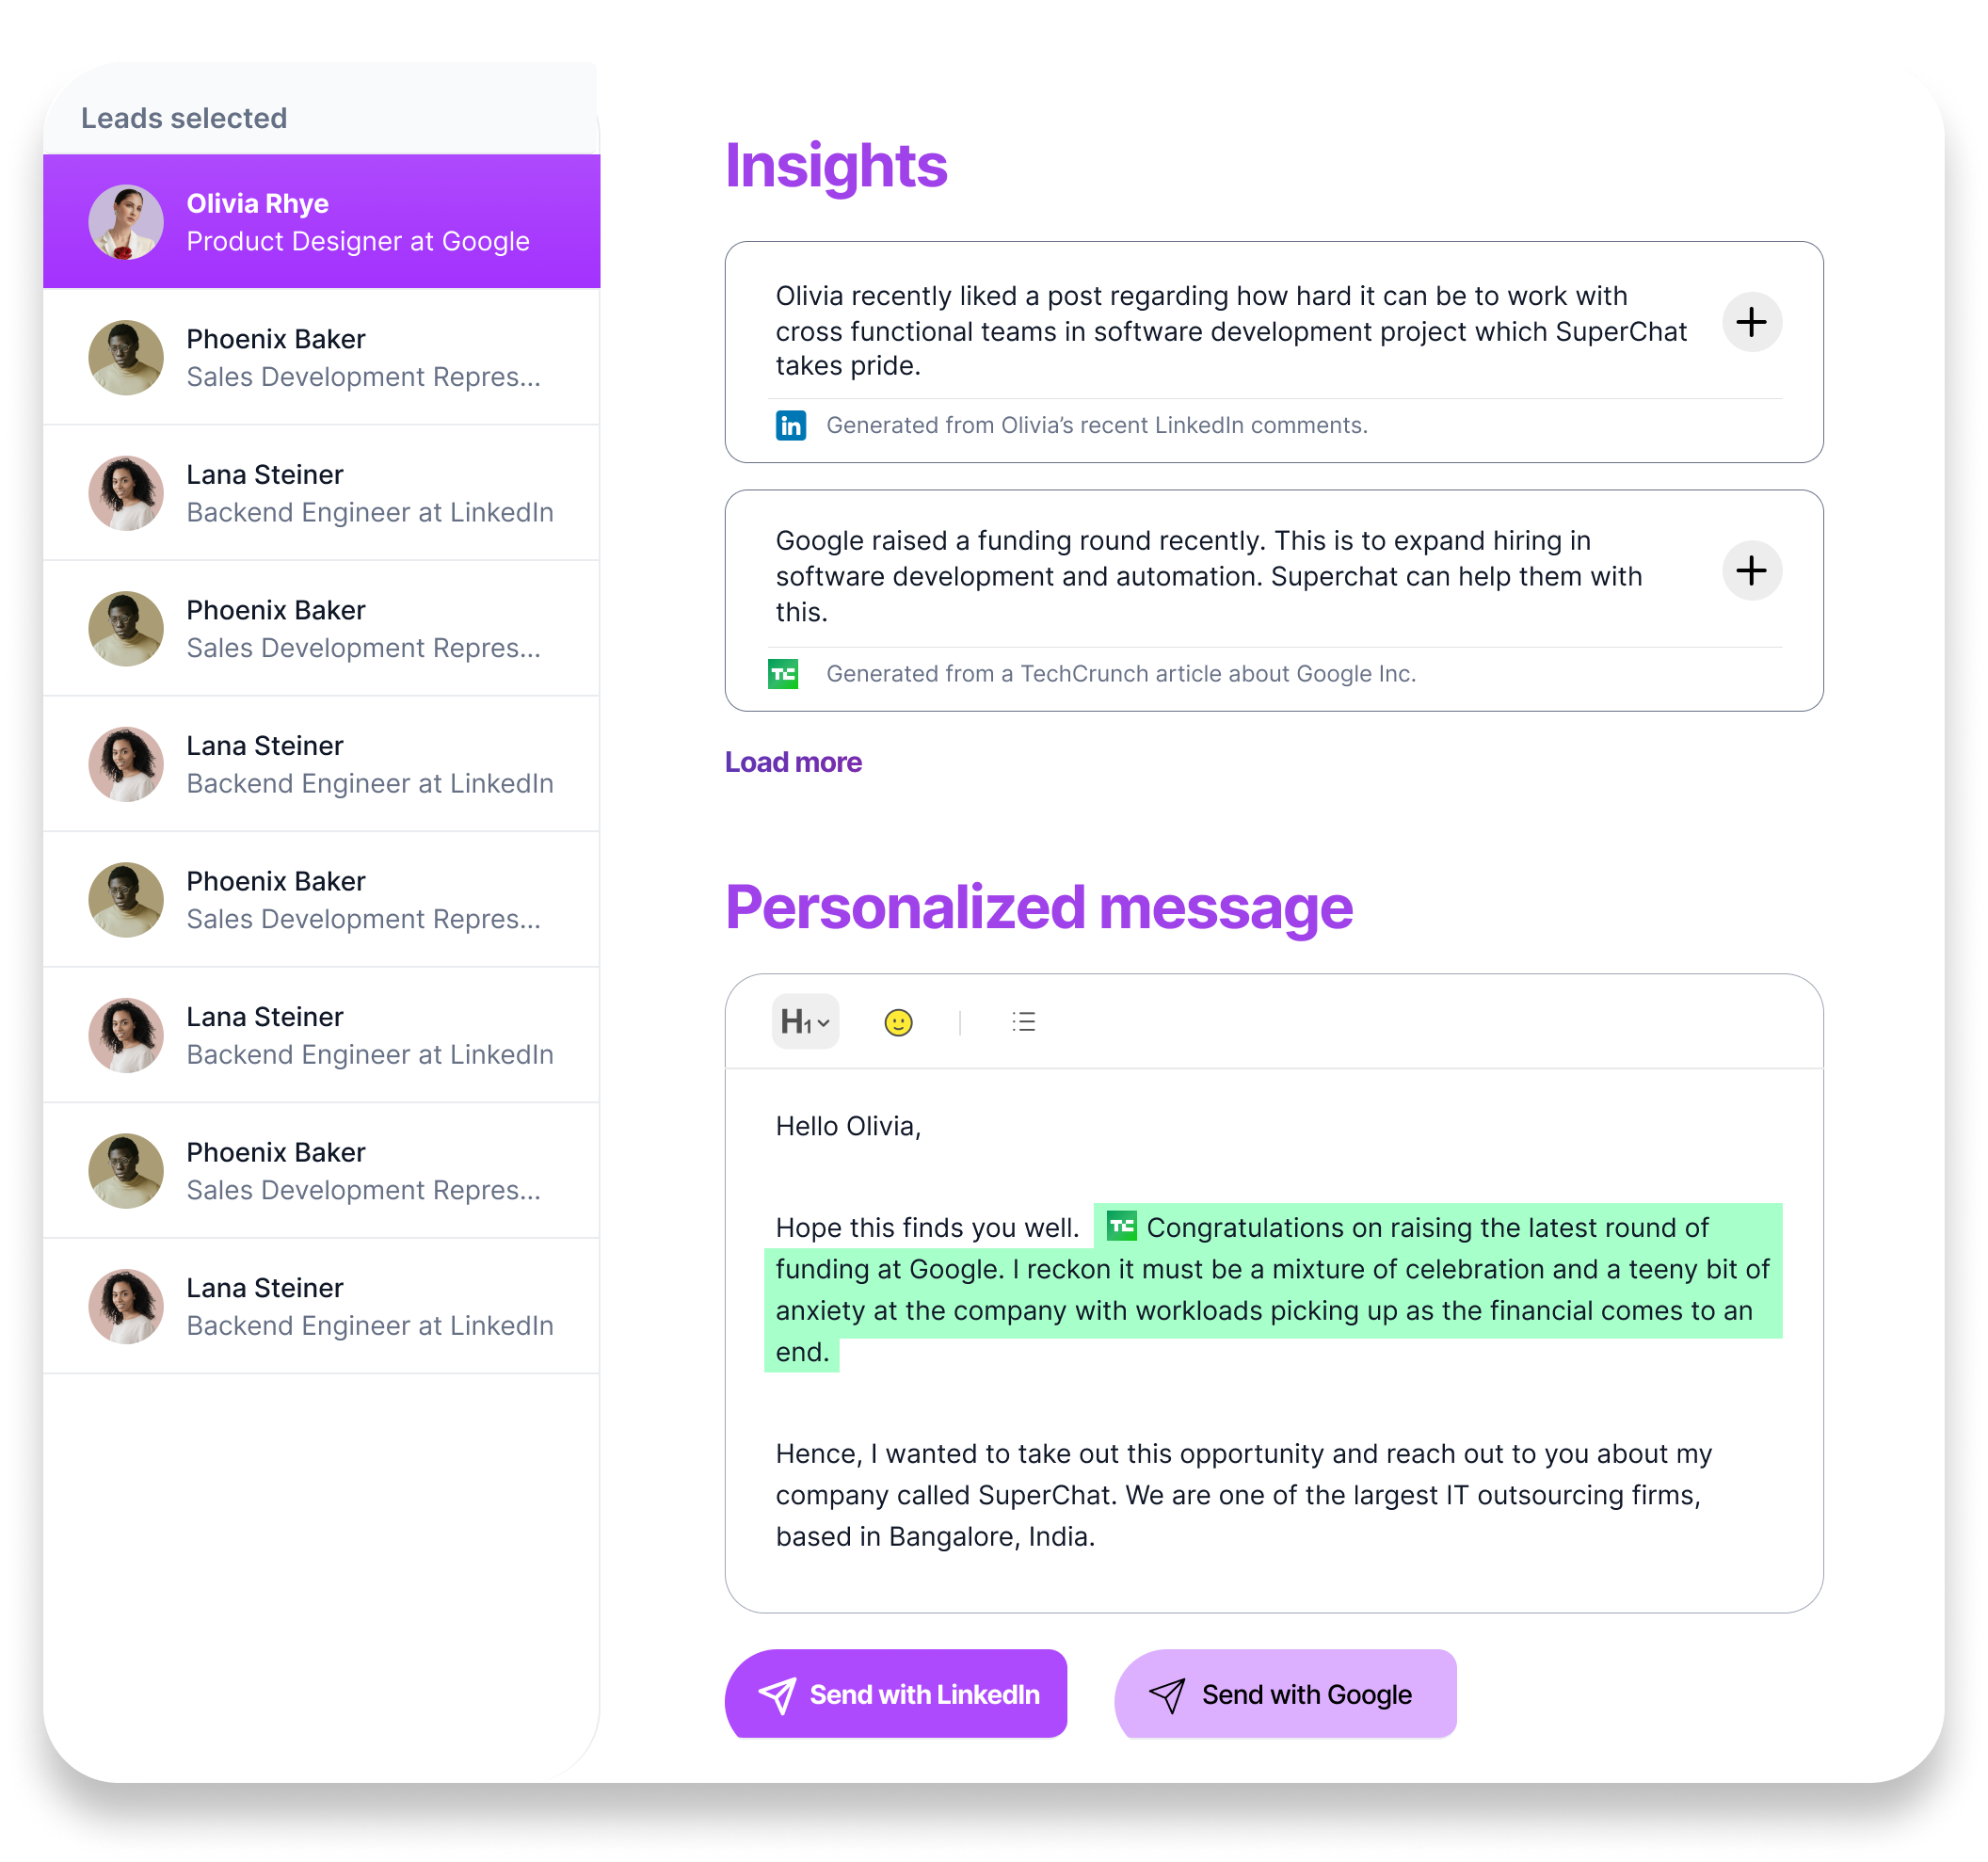 Leads selected
Olivia Rhye
Product Designer at Google
Phoenix Baker
Sales Development Repres...
Lana Steiner
Backend Engineer at LinkedIn
Phoenix Baker
Sales Development Repres...
Lana Steiner
Backend Engineer at LinkedIn
Phoenix Baker
Sales Development Repres...
Lana Steiner
Backend Engineer at LinkedIn
Phoenix Baker
Sales Development Repres...
Lana Steiner
Backend Engineer at LinkedIn
Insights
Olivia recently liked a post regarding how hard it can be to work with
cross functional teams in software development project which SuperChat
takes pride.
in Generated from Olivia’s recent LinkedIn comments.
Google raised a funding round recently. This is to expand hiring in
software development and automation. Superchat can help them with
this.
TC Generated from a TechCrunch article about Google Inc.
Load more
Personalized message
H1
Hello Olivia,
Hope this finds you well. TC Congratulations on raising the latest round of
funding at Google. I reckon it must be a mixture of celebration and a teeny bit of
anxiety at the company with workloads picking up as the financial comes to an
end.
Hence, I wanted to take out this opportunity and reach out to you about my
company called SuperChat. We are one of the largest IT outsourcing firms,
based in Bangalore, India.
Send with LinkedIn
Send with Google